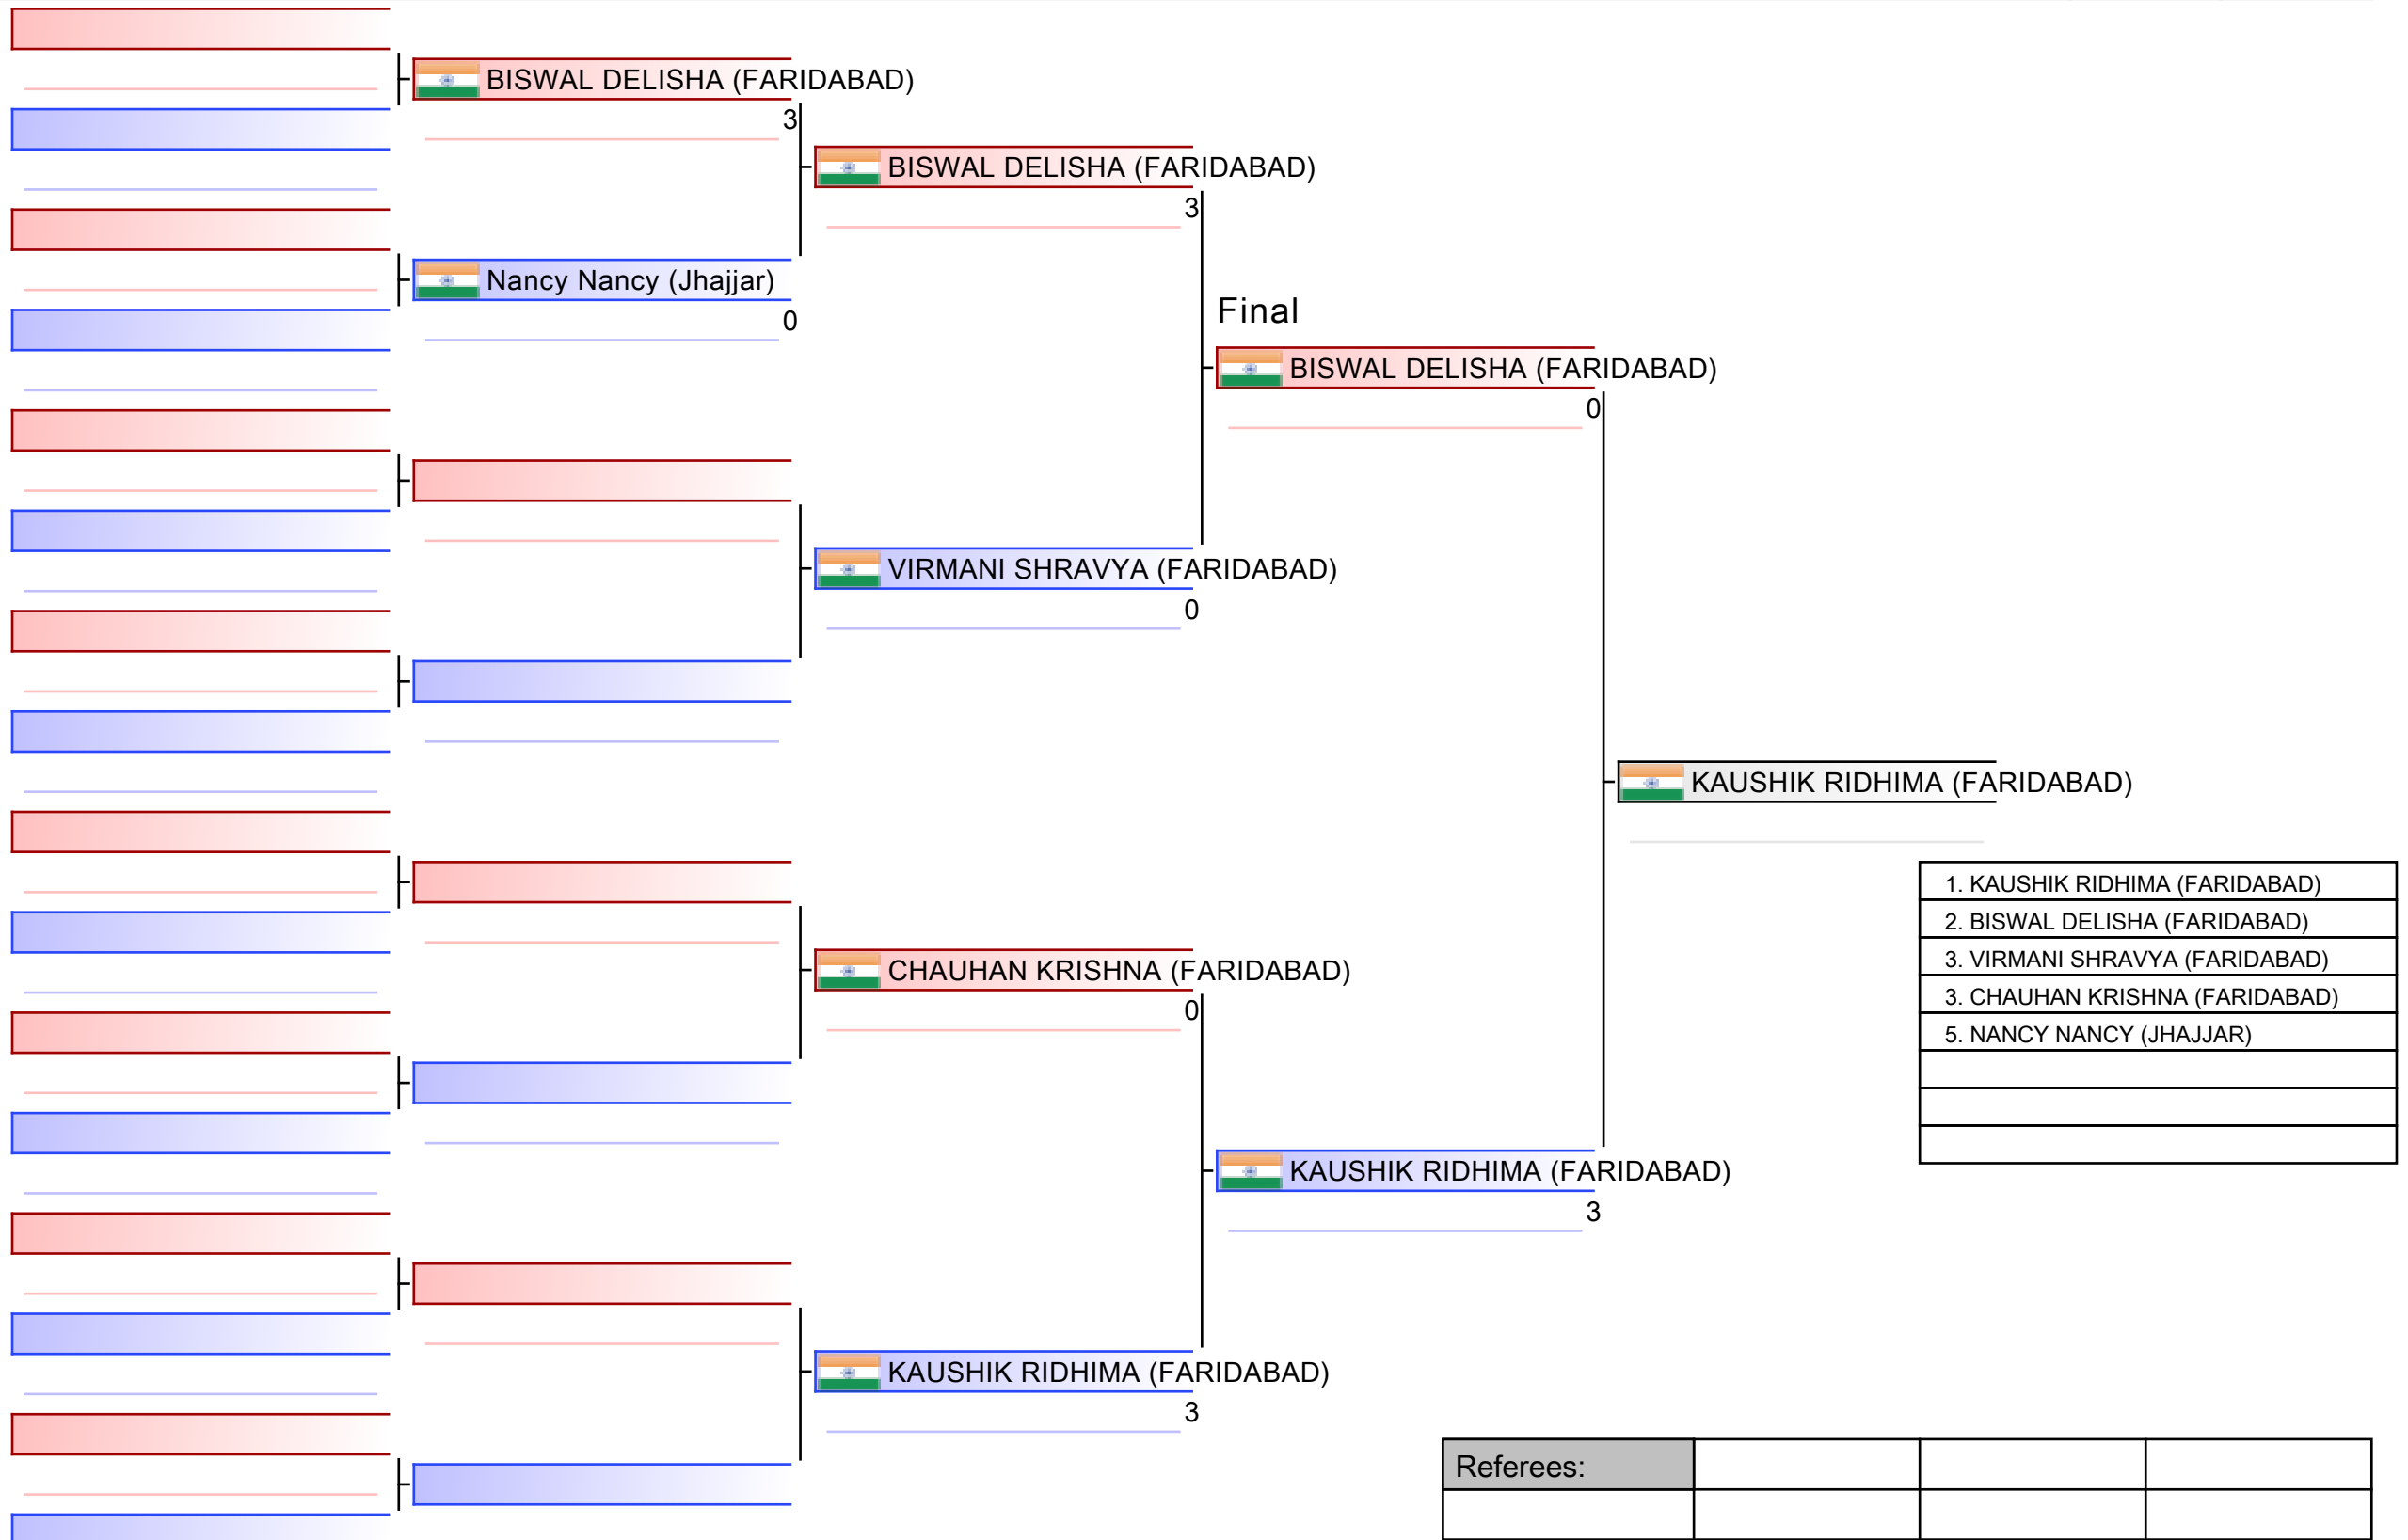 BISWAL DELISHA (FARIDABAD)
3
BISWAL DELISHA (FARIDABAD)
3
Nancy Nancy (Jhajjar)
0
Final
BISWAL DELISHA (FARIDABAD)
0
VIRMANI SHRAVYA (FARIDABAD)
0
KAUSHIK RIDHIMA (FARIDABAD)
1. KAUSHIK RIDHIMA (FARIDABAD)
2. BISWAL DELISHA (FARIDABAD)
3. VIRMANI SHRAVYA (FARIDABAD)
3. CHAUHAN KRISHNA (FARIDABAD)
5. NANCY NANCY (JHAJJAR)
CHAUHAN KRISHNA (FARIDABAD)
0
KAUSHIK RIDHIMA (FARIDABAD)
3
KAUSHIK RIDHIMA (FARIDABAD)
3
Referees: